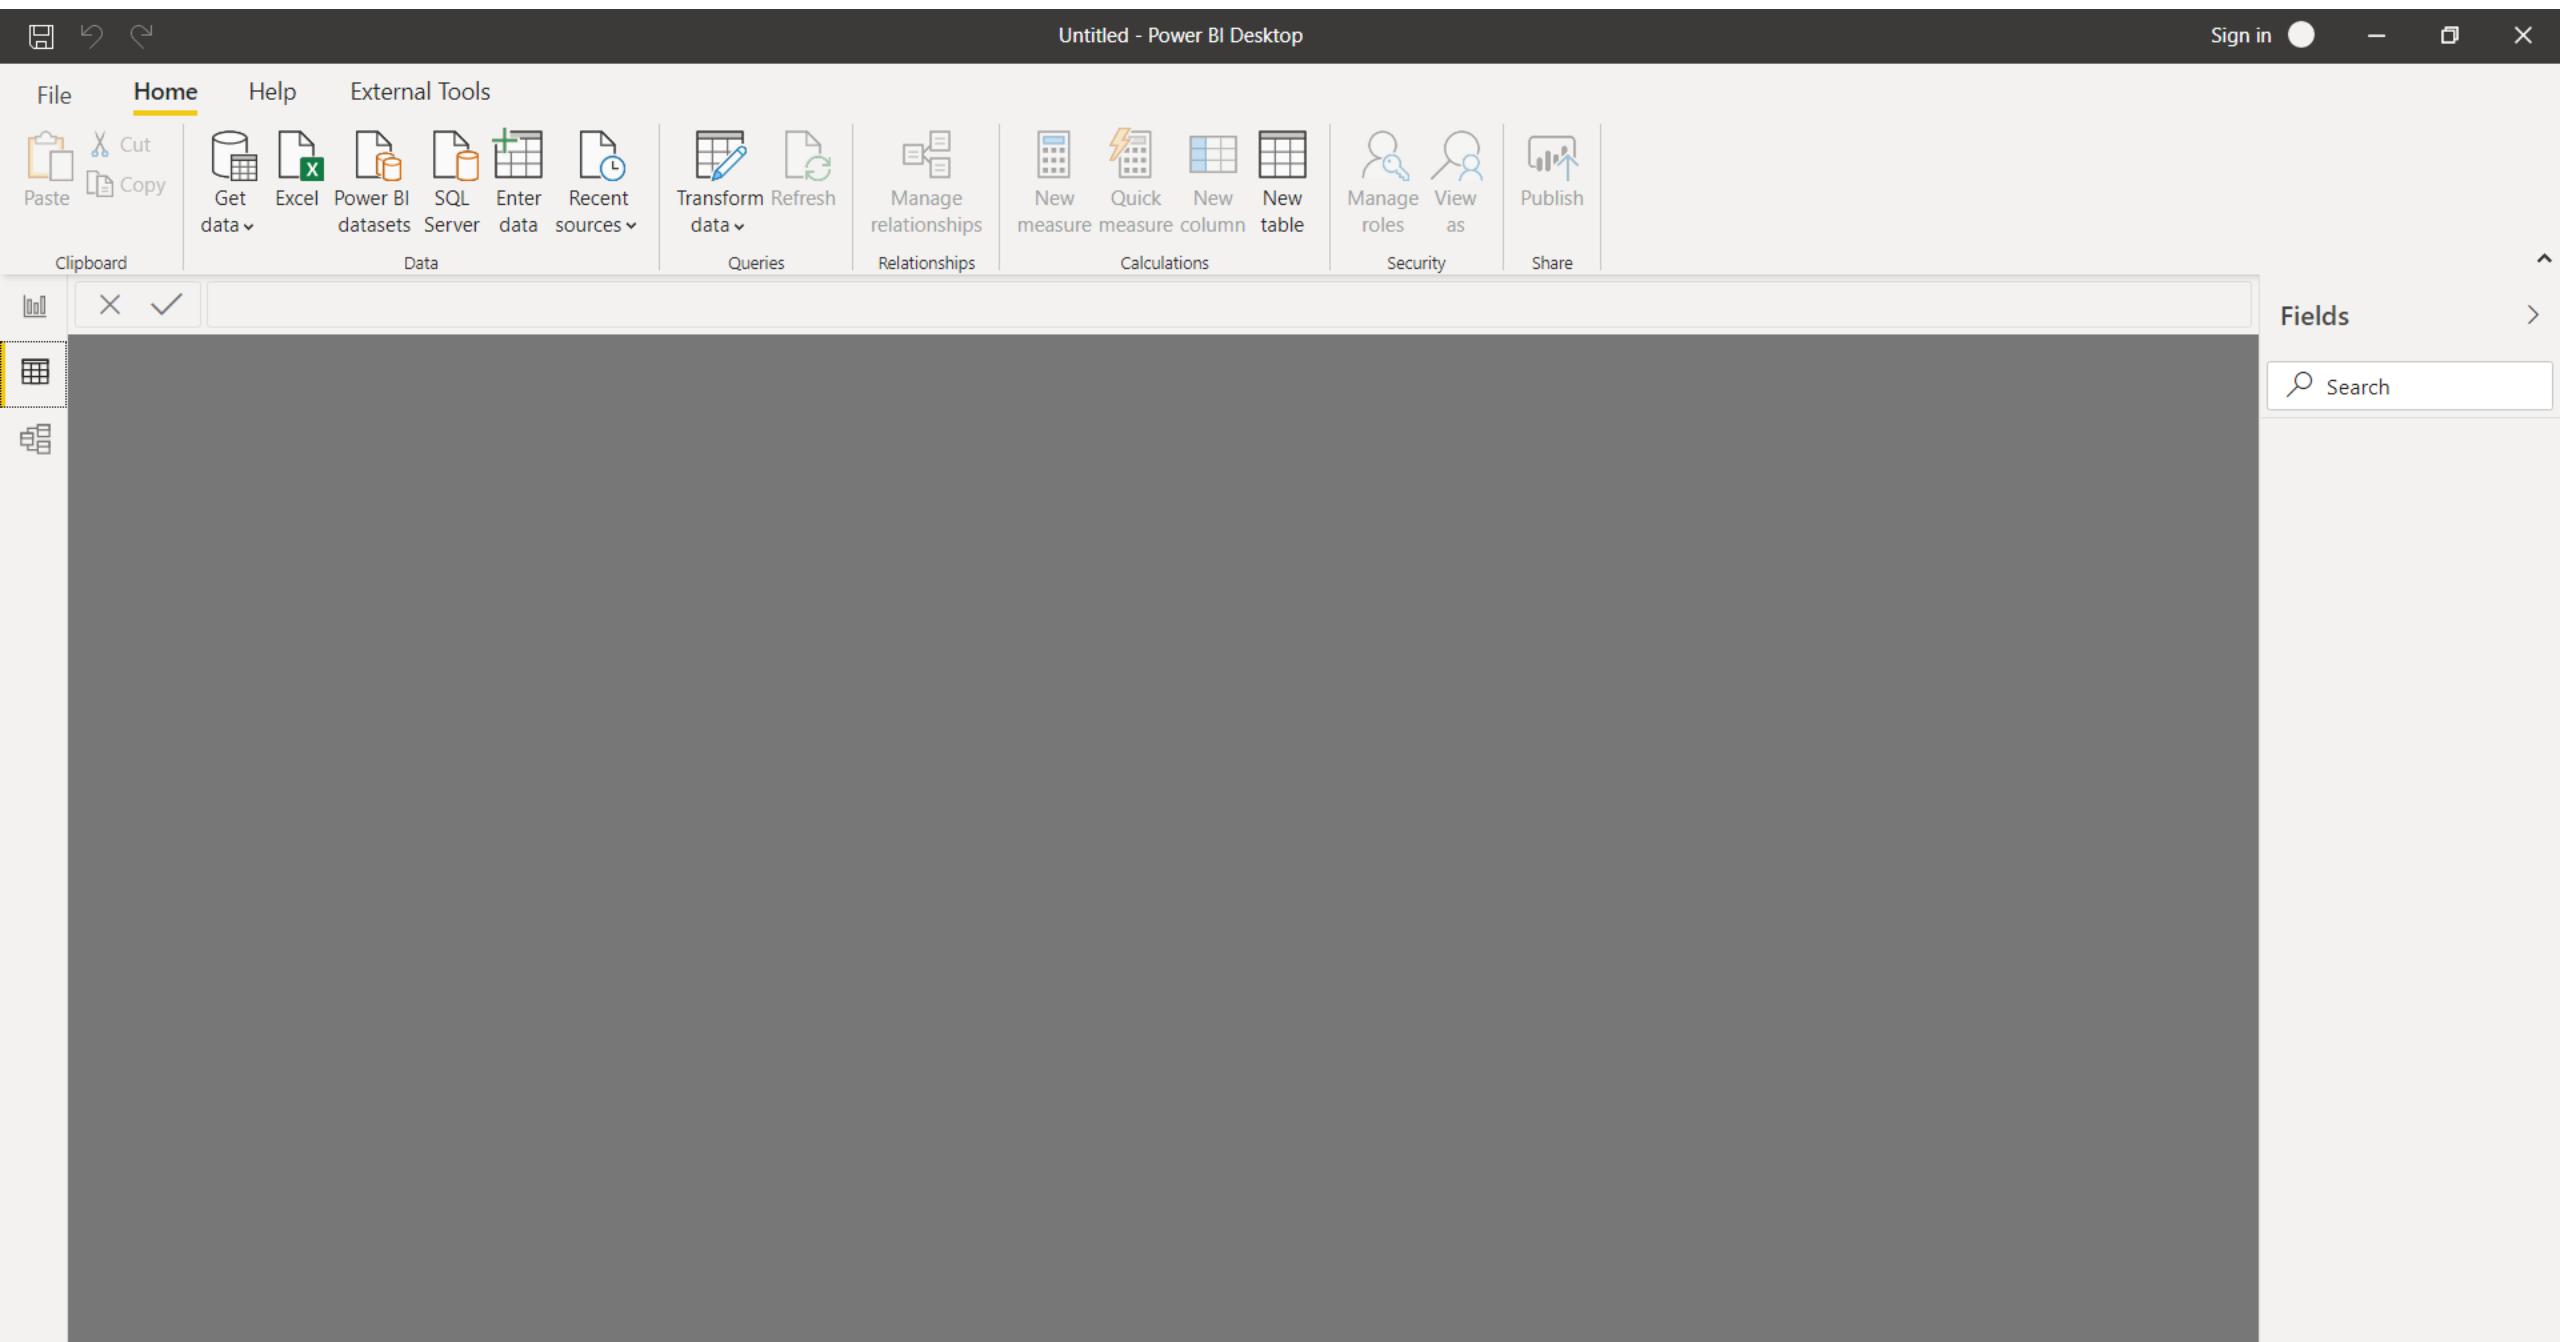 Untitled - Power BI Desktop
Sign in
File Home Help External Tools
Paste
Cut
Copy
Get data
Excel
Power BI datasets
SQL Server
Enter data
Recent sources
Transform data
Refresh
Manage relationships
New measure
Quick measure
New column
New table
Manage roles
View as
Publish
Clipboard Data Queries Relationships Calculations Security Share
Fields
Search